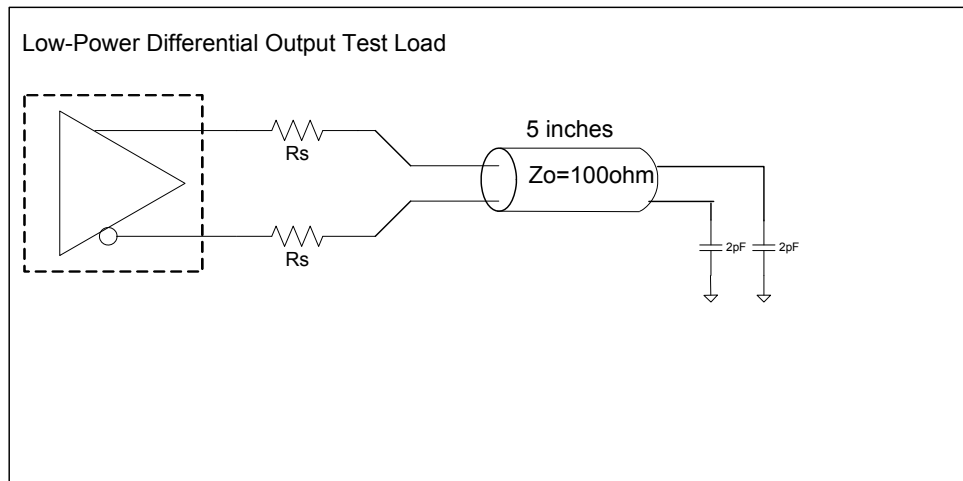 Low-Power Differential Output Test Load
5 inches
Rs
Zo=100ohm
Rs
2pF
2pF